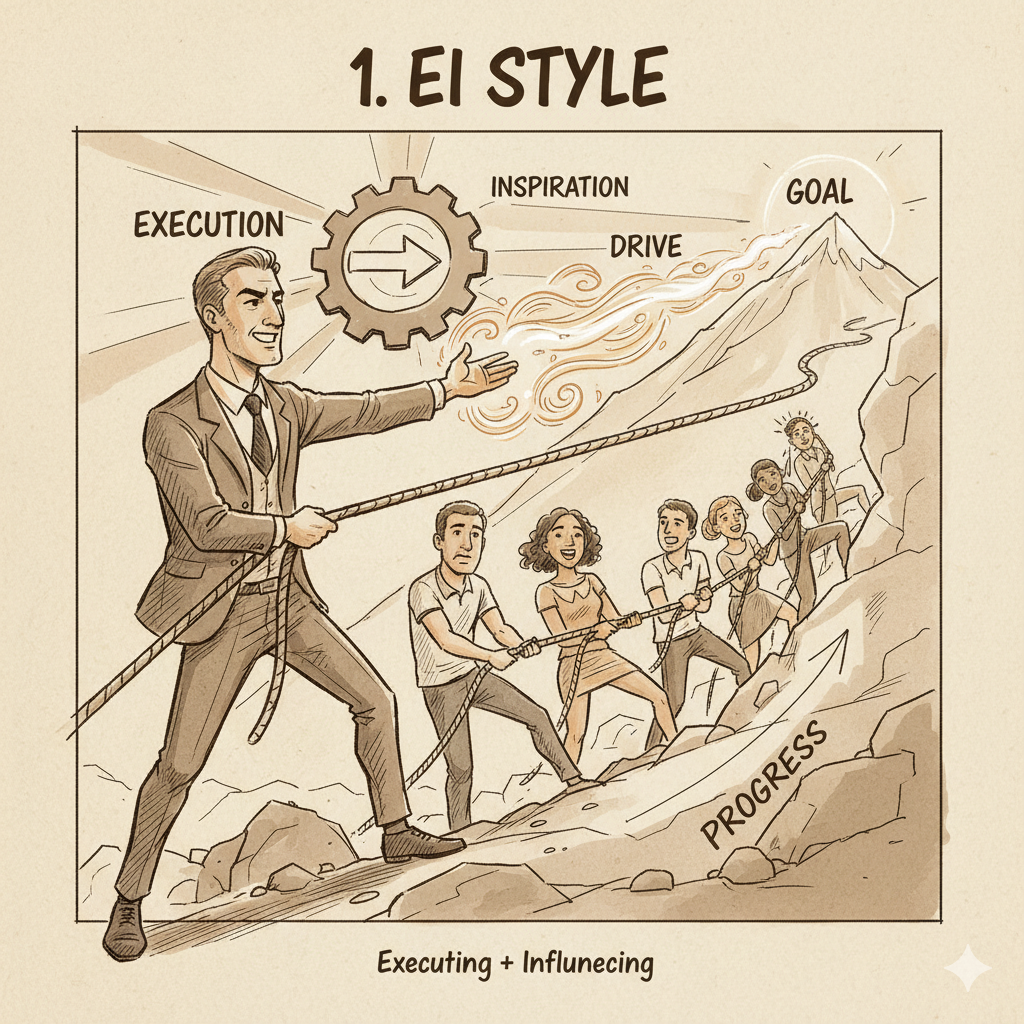 1. EI STYLE
EXECUTION
INSPIRATION
DRIVE
GOAL
PROGRESS
Executing + Influnecing